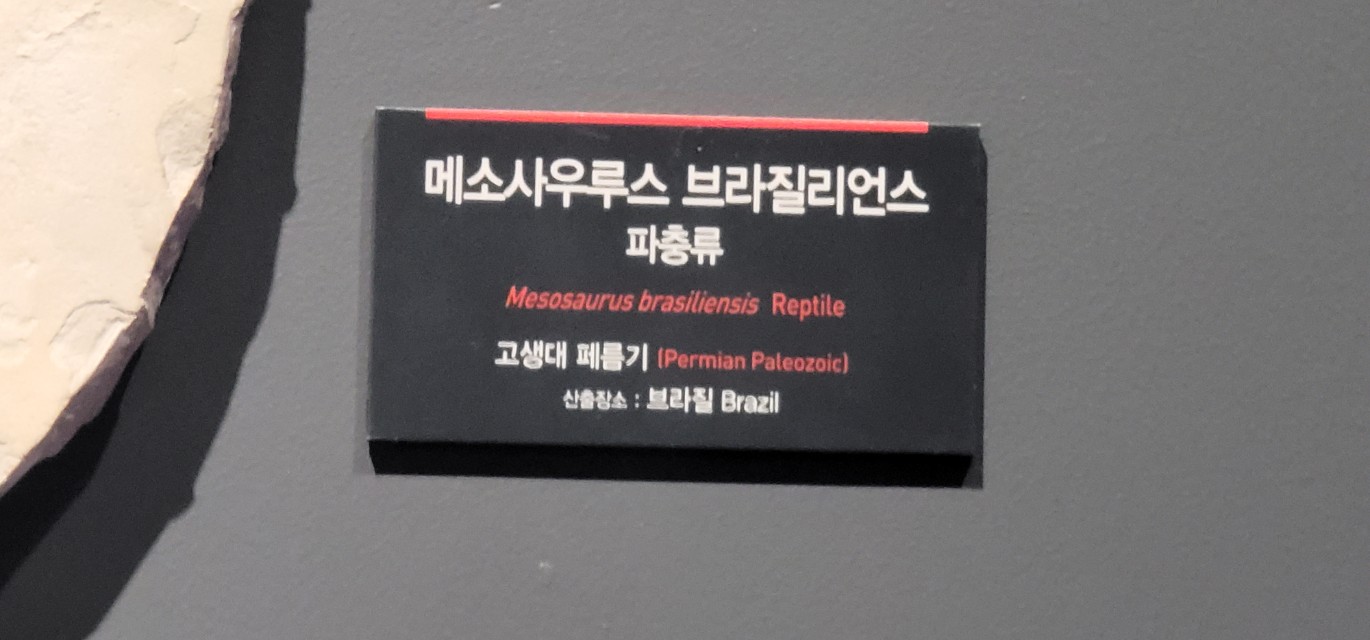 메소사우루스 브라질리언스
파충류
Mesosaurus brasiliensis Reptile
고생대 페름기 (Permian Paleozoic)
산출장소 : 브라질 Brazil